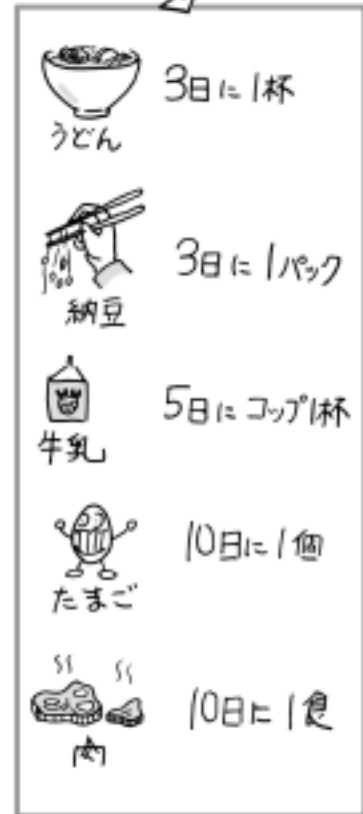 3日に1杯
うどん
3日に1パック
納豆
5日にコップ1杯
牛乳
10日に1個
たまご
10日に1食
肉